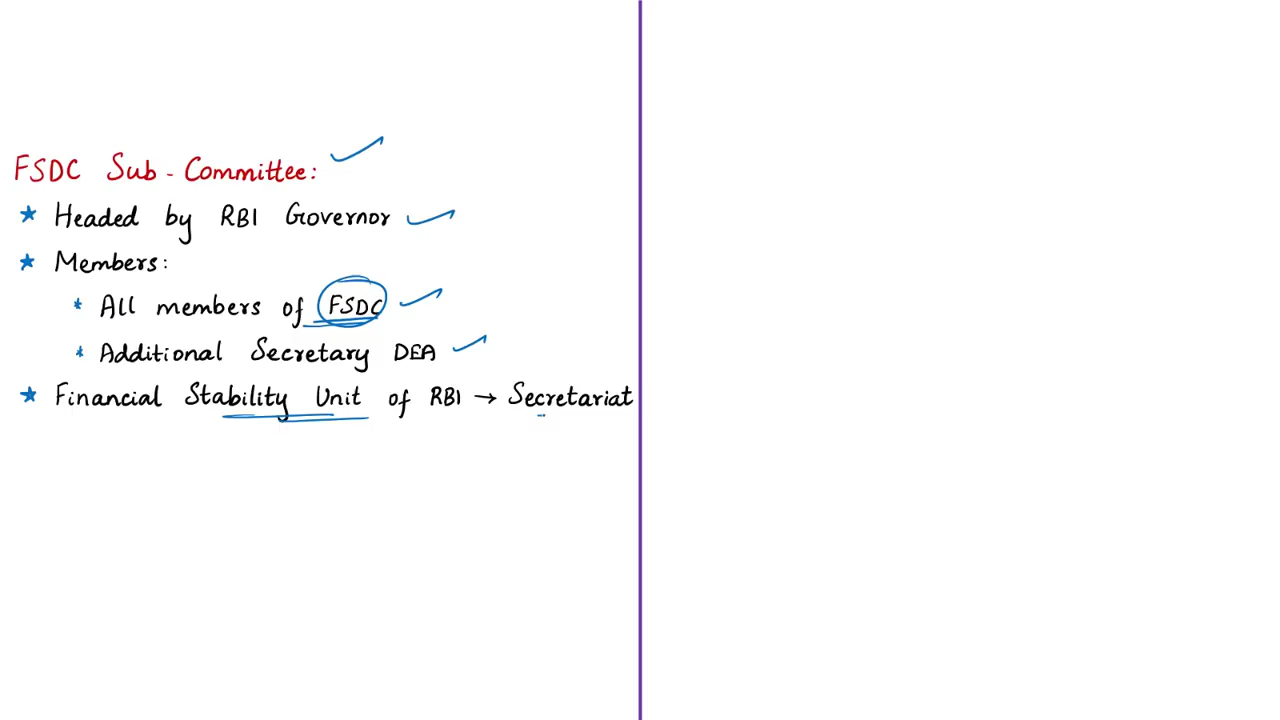 FSDC Sub - Committee:
★ Headed by RBI Governor
★ Members:
* All members of FSDC
* Additional Secretary DEA
★ Financial Stability Unit of RBI → Secretariat